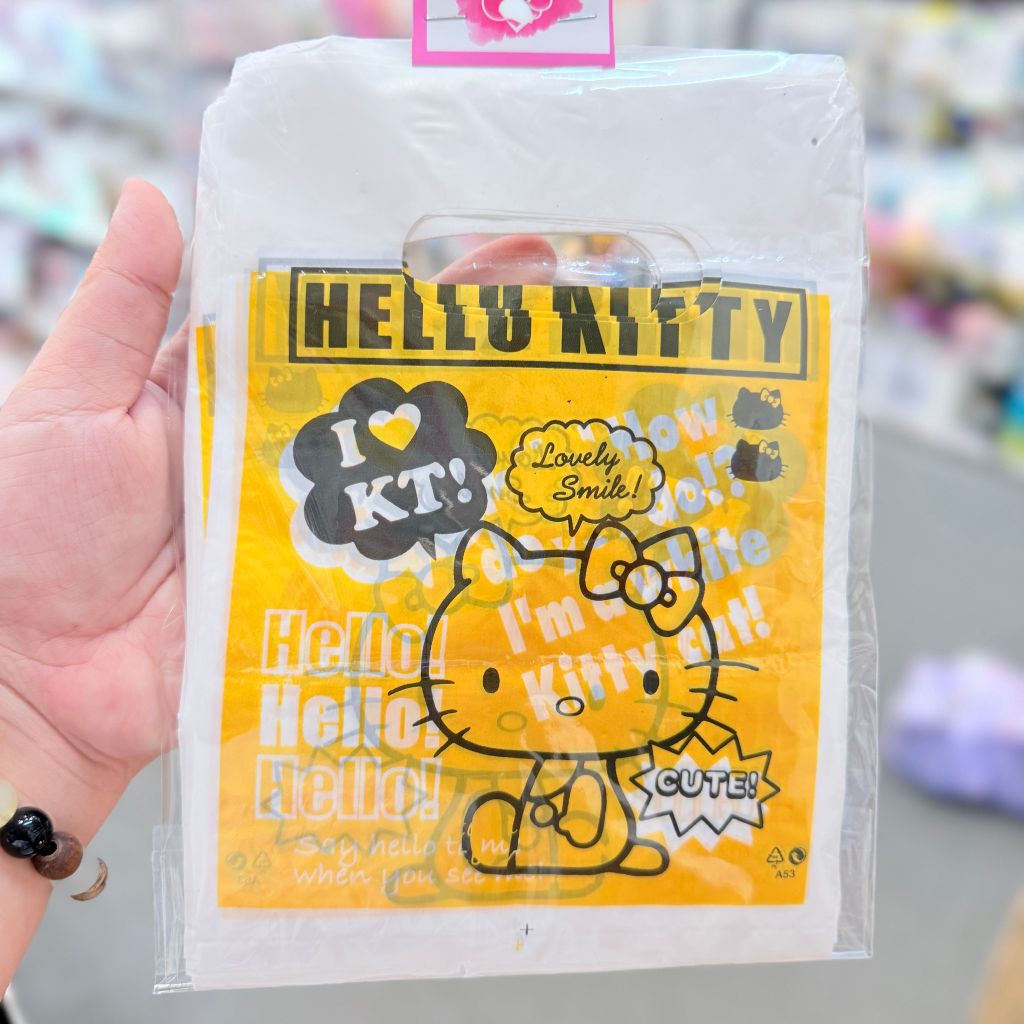 HELLO KITTY
I ♥
KT!
Lovely
Smile!
How
do!?
I'm a white
Kitty cat!
Hello!
Hello!
Hello!
CUTE!
Say hello to me
when you see me!
A53